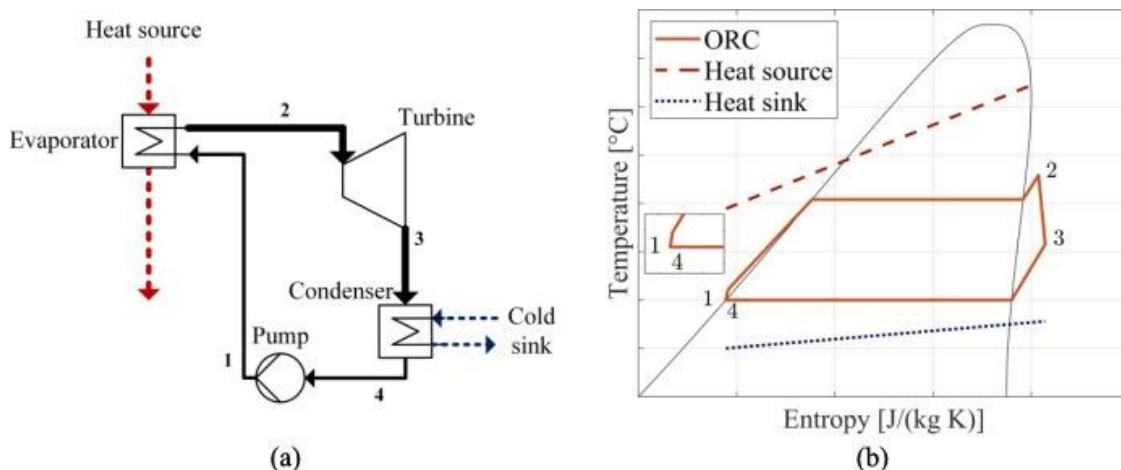 Heat source
2
Turbine
Evaporator
3
Condenser
Cold
sink
Pump
1
4
(a)
ORC
Heat source
Heat sink
Temperature [°C]
2
3
1
4
1
4
Entropy [J/(kg K)]
(b)